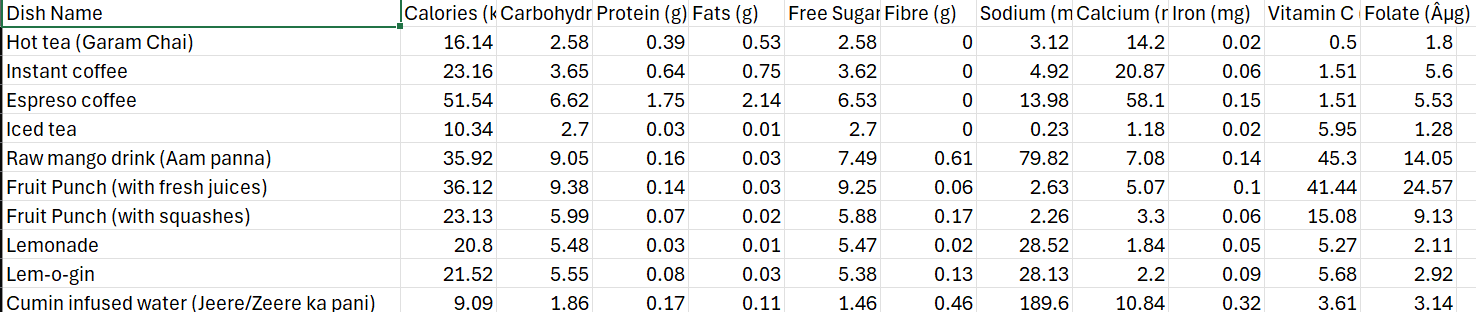 Dish Name Calories (k Carbohydr Protein (g) Fats (g) Free Sugar Fibre (g) Sodium (m Calcium (r Iron (mg) Vitamin C ( Folate (Âµg)
Hot tea (Garam Chai) 16.14 2.58 0.39 0.53 2.58 0 3.12 14.2 0.02 0.5 1.8
Instant coffee 23.16 3.65 0.64 0.75 3.62 0 4.92 20.87 0.06 1.51 5.6
Espreso coffee 51.54 6.62 1.75 2.14 6.53 0 13.98 58.1 0.15 1.51 5.53
Iced tea 10.34 2.7 0.03 0.01 2.7 0 0.23 1.18 0.02 5.95 1.28
Raw mango drink (Aam panna) 35.92 9.05 0.16 0.03 7.49 0.61 79.82 7.08 0.14 45.3 14.05
Fruit Punch (with fresh juices) 36.12 9.38 0.14 0.03 9.25 0.06 2.63 5.07 0.1 41.44 24.57
Fruit Punch (with squashes) 23.13 5.99 0.07 0.02 5.88 0.17 2.26 3.3 0.06 15.08 9.13
Lemonade 20.8 5.48 0.03 0.01 5.47 0.02 28.52 1.84 0.05 5.27 2.11
Lem-o-gin 21.52 5.55 0.08 0.03 5.38 0.13 28.13 2.2 0.09 5.68 2.92
Cumin infused water (Jeere/Zeere ka pani) 9.09 1.86 0.17 0.11 1.46 0.46 189.6 10.84 0.32 3.61 3.14